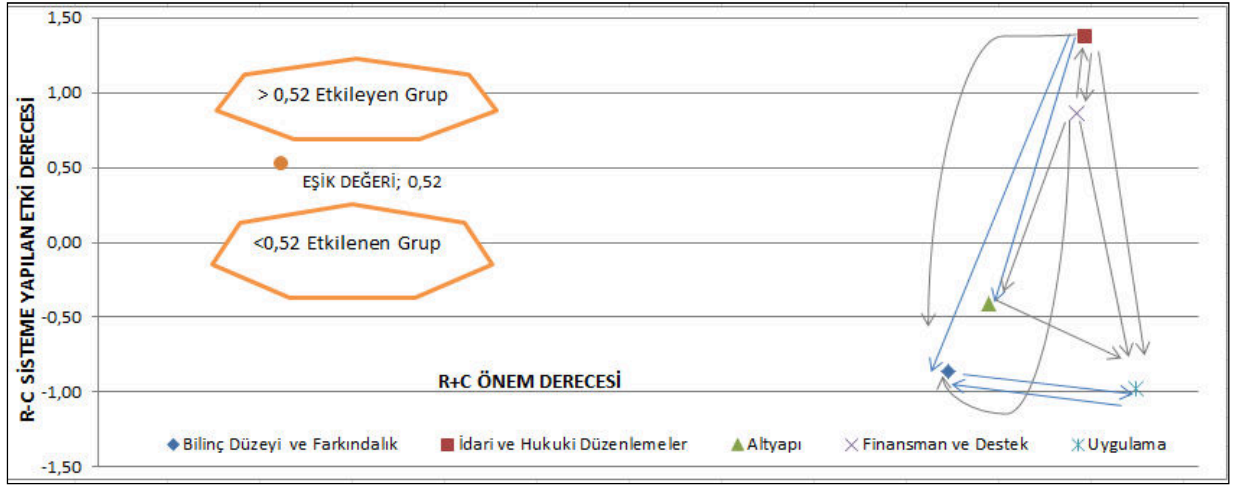 R-C SİSTEME YAPILAN ETKİ DERECESİ
1,50
1,00
0,50
0,00
-0,50
-1,00
-1,50
> 0,52 Etkileyen Grup
EŞİK DEĞERİ; 0,52
<0,52 Etkilenen Grup
R+C ÖNEM DERECESİ
Bilinç Düzeyi ve Farkındalık
İdari ve Hukuki Düzenlemeler
Altyapı
Finansman ve Destek
Uygulama